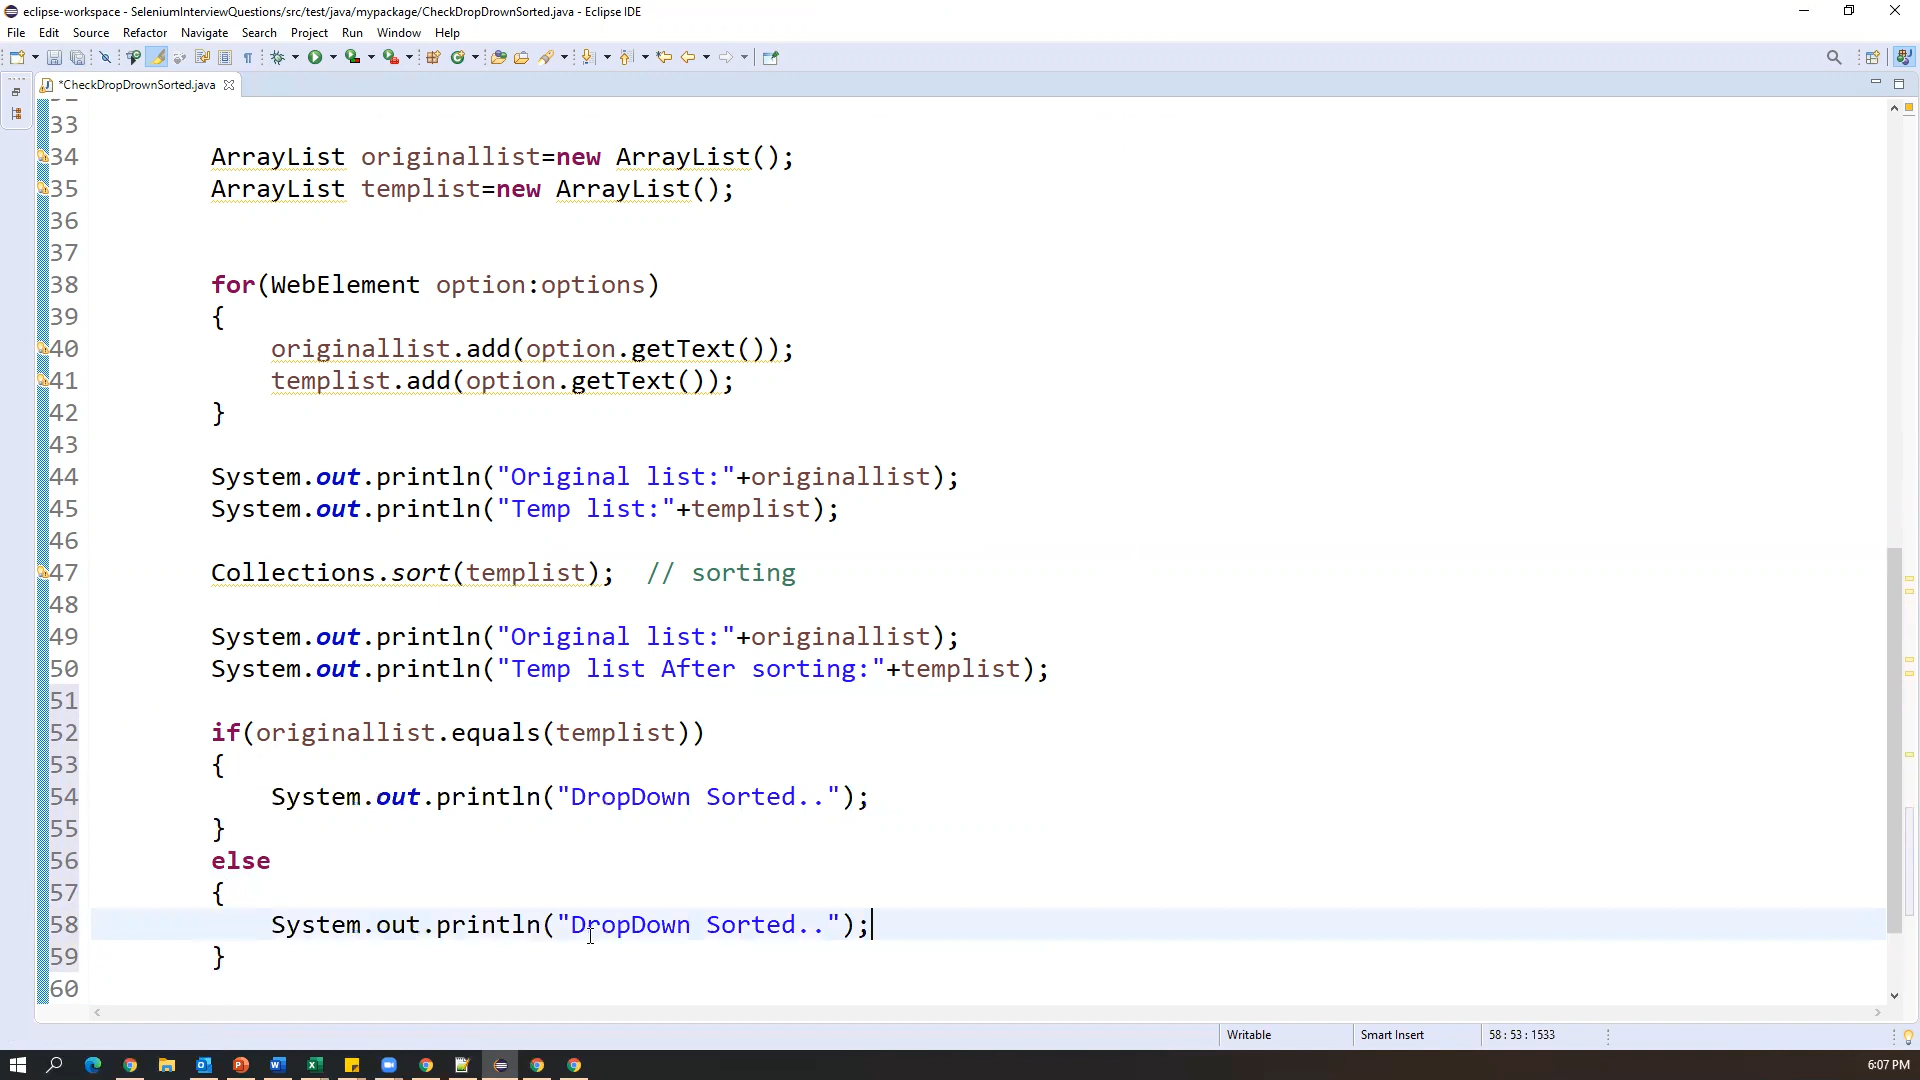 eclipse-workspace - SeleniumInterviewQuestions/src/test/java/mypackage/CheckDropDrownSorted.java - Eclipse IDE
File Edit Source Refactor Navigate Search Project Run Window Help
*CheckDropDrownSorted.java
33
34 ArrayList originallist=new ArrayList();
35 ArrayList templist=new ArrayList();
36
37
38 for(WebElement option:options)
39 {
40 originallist.add(option.getText());
41 templist.add(option.getText());
42 }
43
44 System.out.println("Original list:"+originallist);
45 System.out.println("Temp list:"+templist);
46
47 Collections.sort(templist); // sorting
48
49 System.out.println("Original list:"+originallist);
50 System.out.println("Temp list After sorting:"+templist);
51
52 if(originallist.equals(templist))
53 {
54 System.out.println("DropDown Sorted..");
55 }
56 else
57 {
58 System.out.println("DropDown Sorted..");
59 }
60
Writable Smart Insert 58 : 53 : 1533
6:07 PM